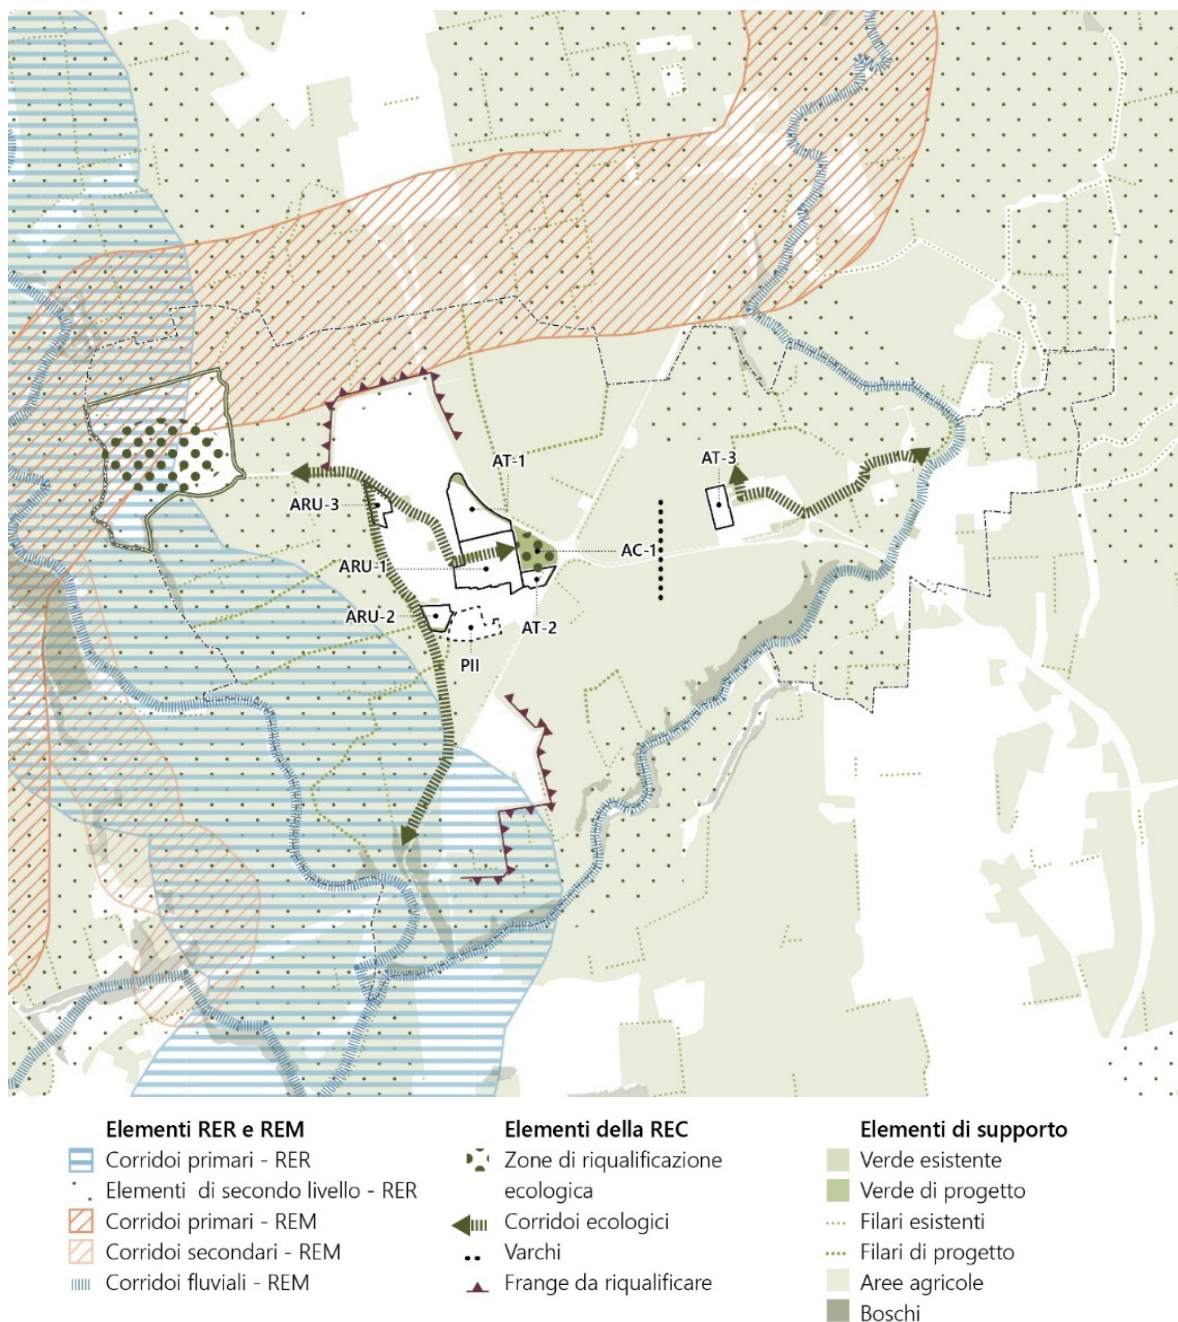 AT-1
AT-3
ARU-3
AC-1
ARU-1
ARU-2
AT-2
PII
Elementi RER e REM
Corridoi primari - RER
Elementi di secondo livello - RER
Corridoi primari - REM
Corridoi secondari - REM
Corridoi fluviali - REM
Elementi della REC
Zone di riqualificazione
ecologica
Corridoi ecologici
Varchi
Frange da riqualificare
Elementi di supporto
Verde esistente
Verde di progetto
Filari esistenti
Filari di progetto
Aree agricole
Boschi